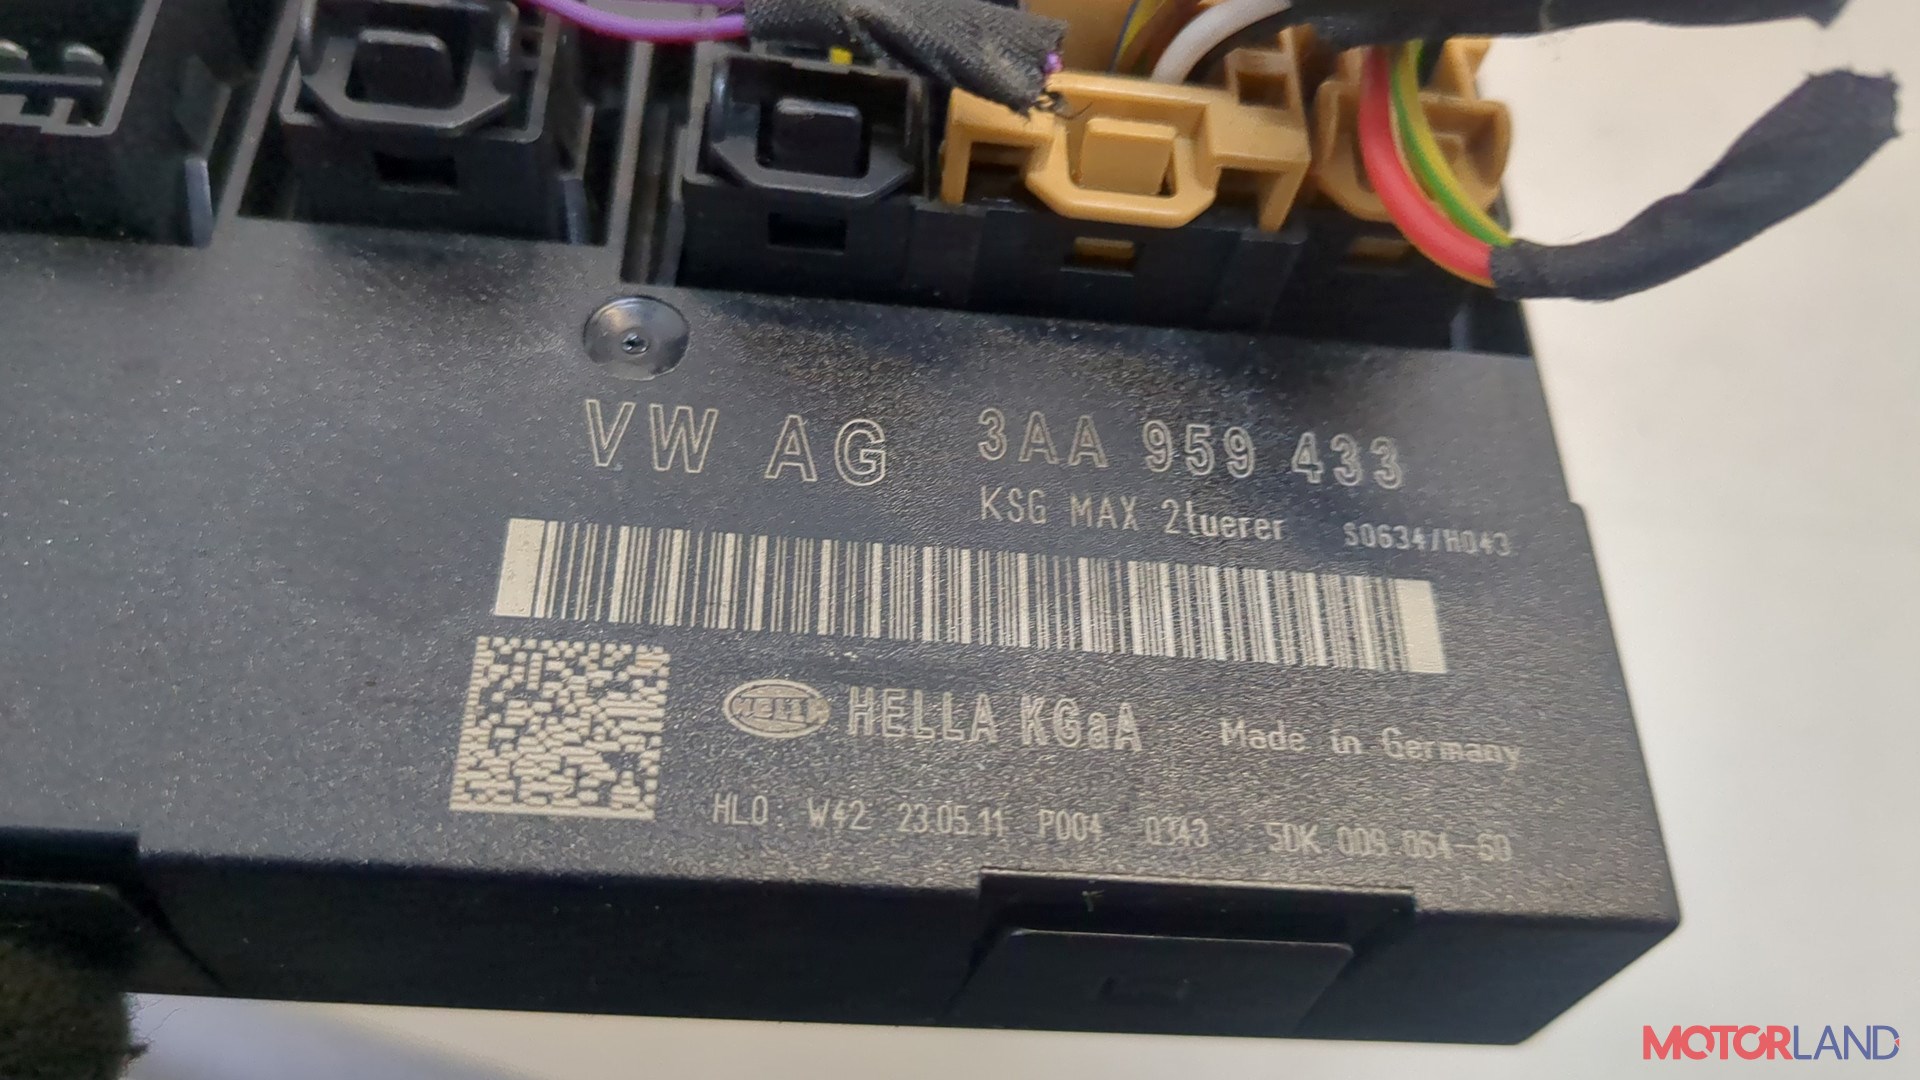 VW AG 3AA 959 433
KSG MAX 2tuerer S0634/H043
HELLA HELLA KGaA Made in Germany
HLO: W42 23.05.11 P004 0343 5DK 009.064-60
MOTORLAND